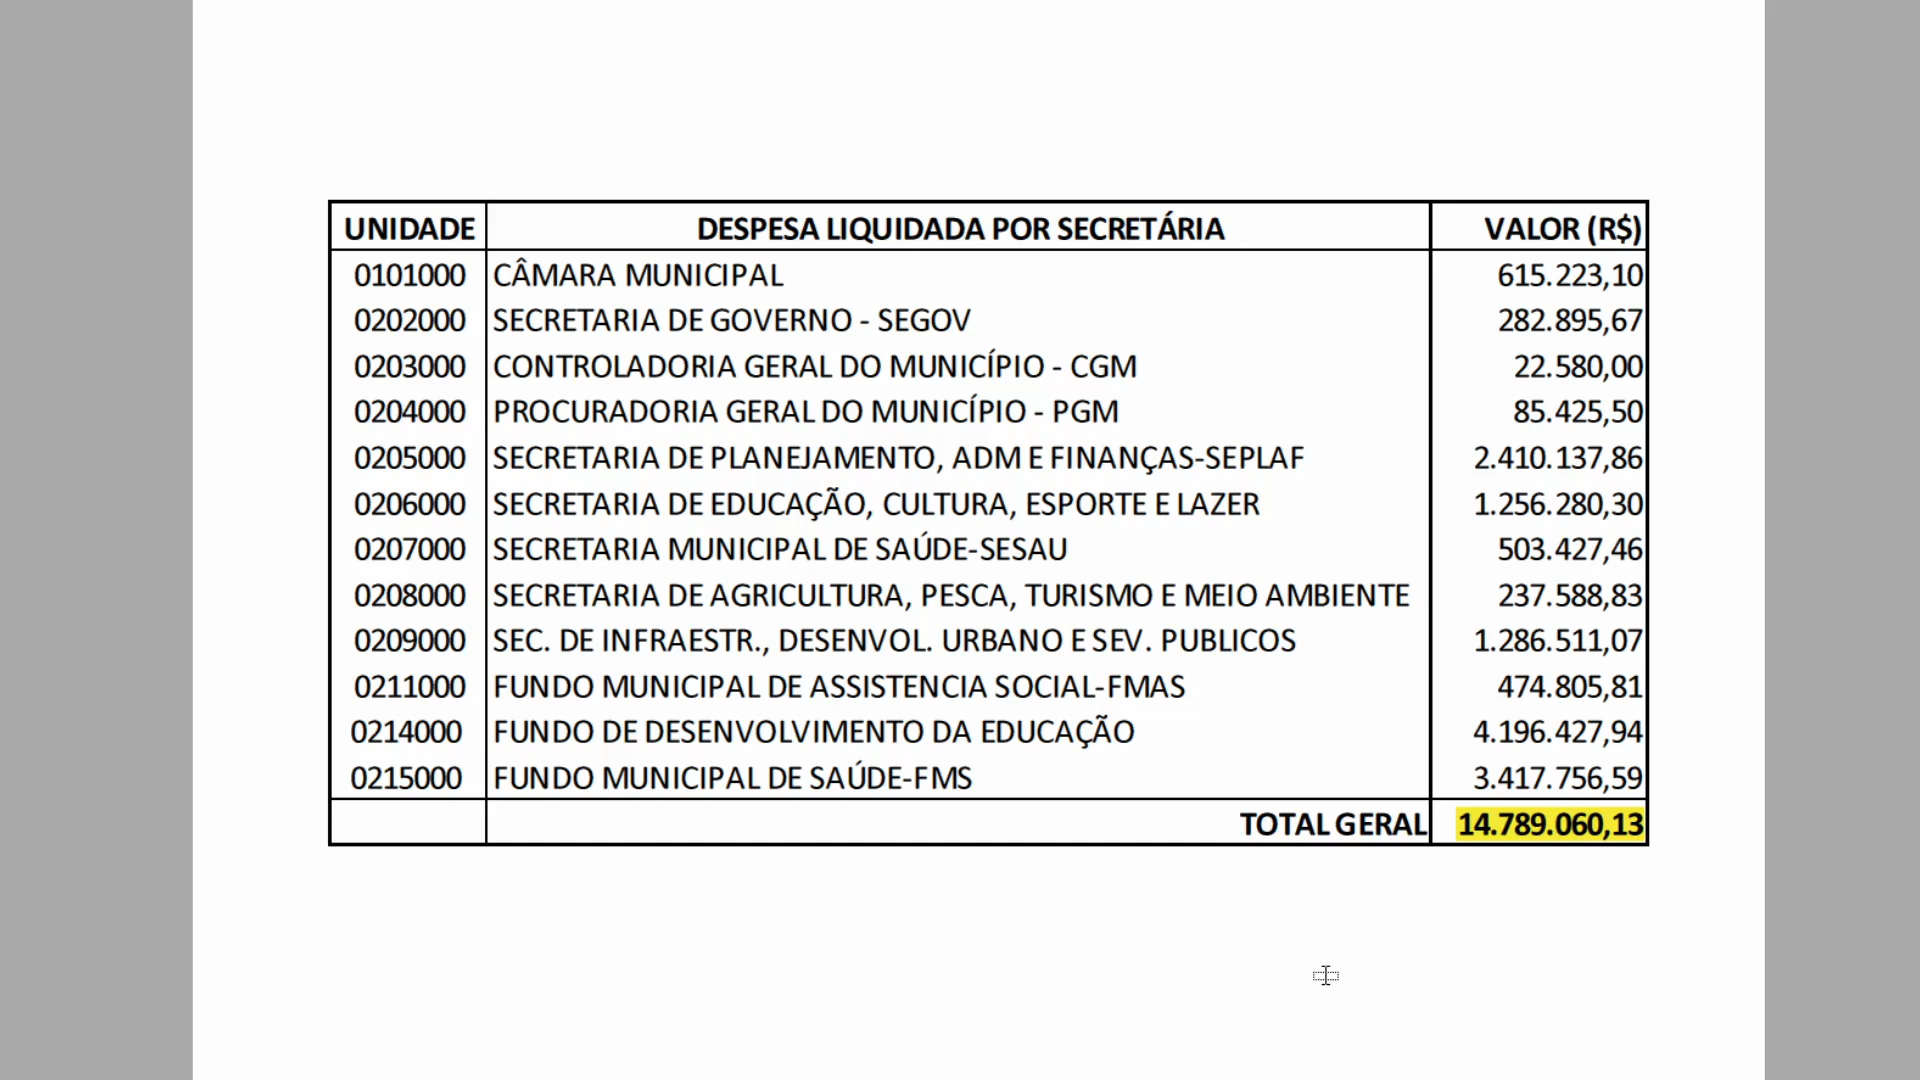 UNIDADE DESPESA LIQUIDADA POR SECRETÁRIA VALOR (R$)
0101000 CÂMARA MUNICIPAL 615.223,10
0202000 SECRETARIA DE GOVERNO - SEGOV 282.895,67
0203000 CONTROLADORIA GERAL DO MUNICÍPIO - CGM 22.580,00
0204000 PROCURADORIA GERAL DO MUNICÍPIO - PGM 85.425,50
0205000 SECRETARIA DE PLANEJAMENTO, ADM E FINANÇAS-SEPLAF 2.410.137,86
0206000 SECRETARIA DE EDUCAÇÃO, CULTURA, ESPORTE E LAZER 1.256.280,30
0207000 SECRETARIA MUNICIPAL DE SAÚDE-SESAU 503.427,46
0208000 SECRETARIA DE AGRICULTURA, PESCA, TURISMO E MEIO AMBIENTE 237.588,83
0209000 SEC. DE INFRAESTR., DESENVOL. URBANO E SEV. PUBLICOS 1.286.511,07
0211000 FUNDO MUNICIPAL DE ASSISTENCIA SOCIAL-FMAS 474.805,81
0214000 FUNDO DE DESENVOLVIMENTO DA EDUCAÇÃO 4.196.427,94
0215000 FUNDO MUNICIPAL DE SAÚDE-FMS 3.417.756,59
TOTAL GERAL 14.789.060,13